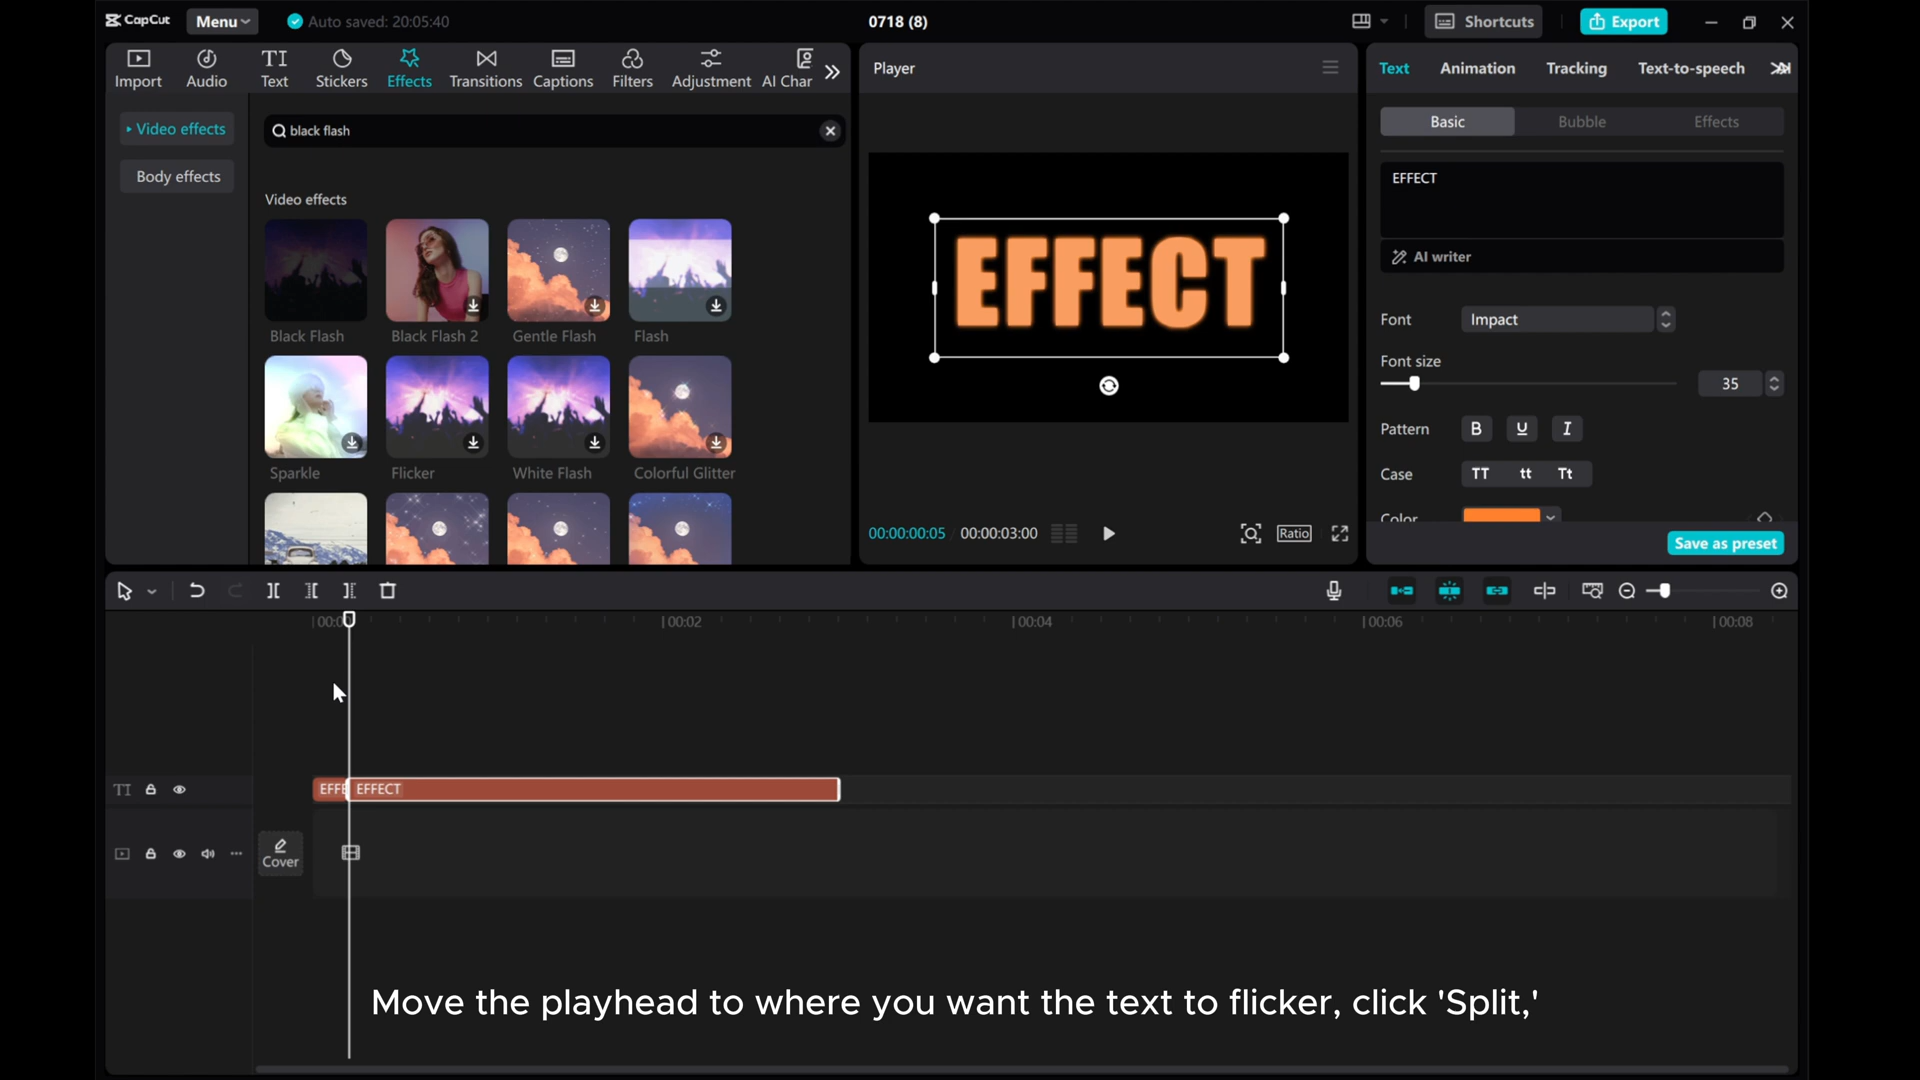 CapCut
Menu
Auto saved: 20:05:40
0718 (8)
Shortcuts
Export
Import
Audio
TI
Text
Stickers
Effects
Transitions
Captions
Filters
Adjustment
AI Char
Video effects
Body effects
black flash
Video effects
Black Flash
Black Flash 2
Gentle Flash
Flash
Sparkle
Flicker
White Flash
Colorful Glitter
Player
EFFECT
00:00:00:05
00:00:03:00
Ratio
Text
Animation
Tracking
Text-to-speech
Basic
Bubble
Effects
EFFECT
AI writer
Font
Impact
Font size
35
Pattern
B U I
Case
TT tt Tt
Color
Save as preset
00:02
00:04
00:06
00:08
TI
EFFE
EFFECT
Cover
Move the playhead to where you want the text to flicker, click 'Split,'